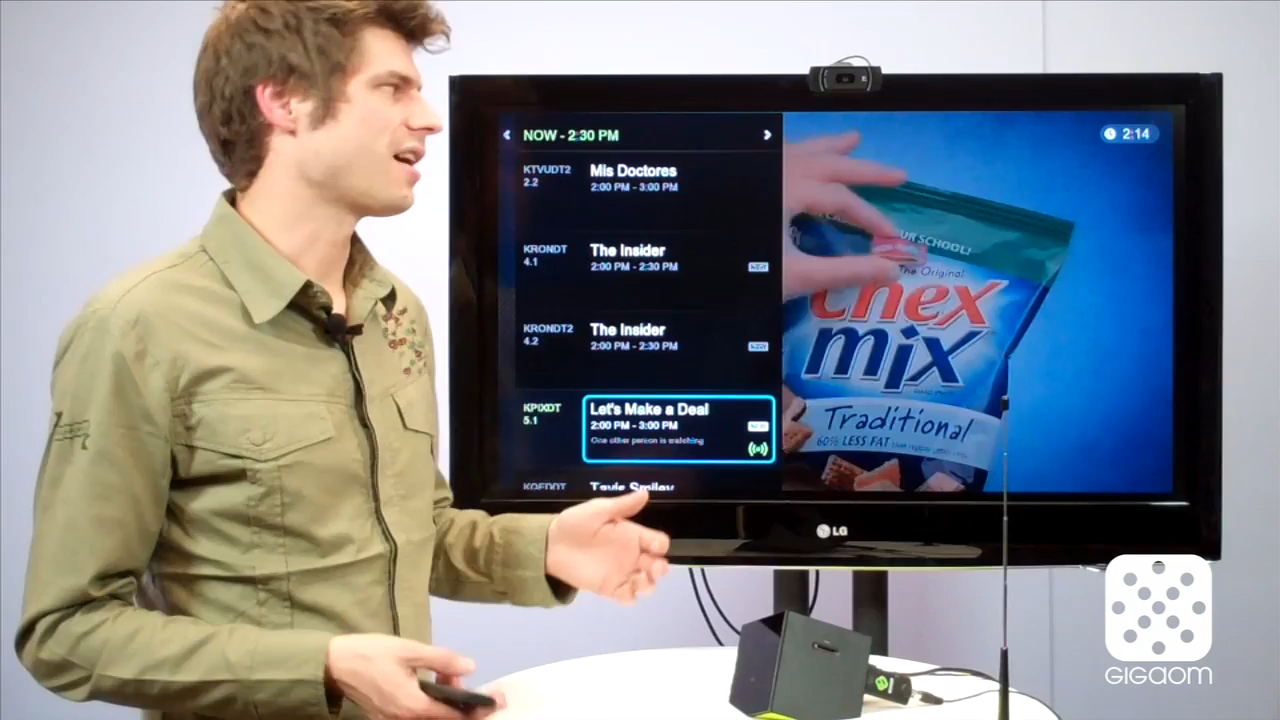 NOW - 2:30 PM
2:14
KTVUDT2
2.2
Mis Doctores
2:00 PM - 3:00 PM
KRONDT
4.1
The Insider
2:00 PM - 2:30 PM
NEW
KRONDT2
4.2
The Insider
2:00 PM - 2:30 PM
NEW
KPIXDT
5.1
Let's Make a Deal
2:00 PM - 3:00 PM
NEW
One other person is watching
KQEDDT
Tavis Smiley
UR SCHOOL!
The Original
Chex
mix
Traditional
60% LESS FAT
LG
GIGAOM